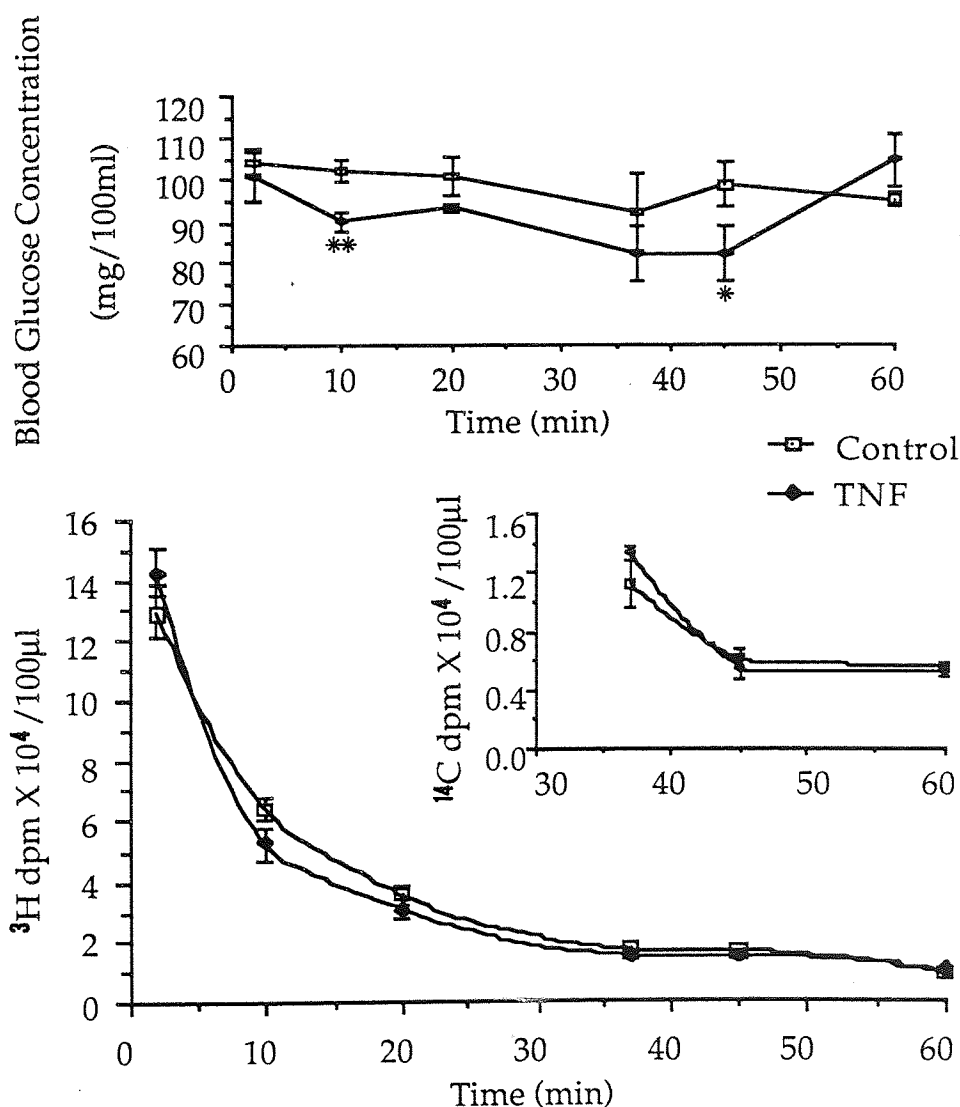 Blood Glucose Concentration
(mg/100ml)
120
110
100
90
80
70
60
**
*
0 10 20 30 40 50 60
Time (min)
Control
TNF
³H dpm X 10⁴/100µl
16
14
12
10
8
6
4
2
0
¹⁴C dpm X 10⁴/100µl
1.6
1.2
0.8
0.4
0.0
30 40 50 60
0 10 20 30 40 50 60
Time (min)